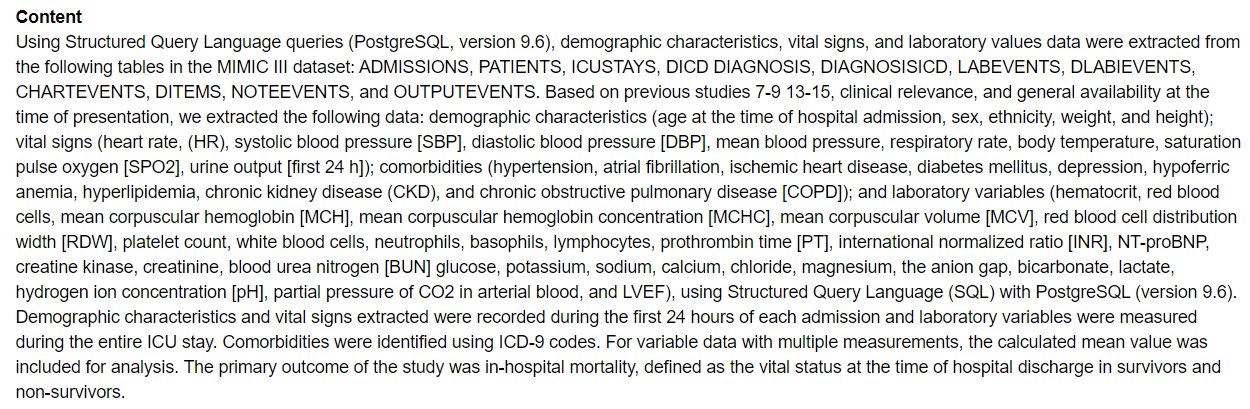 Content
Using Structured Query Language queries (PostgreSQL, version 9.6), demographic characteristics, vital signs, and laboratory values data were extracted from
the following tables in the MIMIC III dataset: ADMISSIONS, PATIENTS, ICUSTAYS, DICD DIAGNOSIS, DIAGNOSISICD, LABEVENTS, DLABIEVENTS,
CHARTEVENTS, DITEMS, NOTEEVENTS, and OUTPUTEVENTS. Based on previous studies 7-9 13-15, clinical relevance, and general availability at the
time of presentation, we extracted the following data: demographic characteristics (age at the time of hospital admission, sex, ethnicity, weight, and height);
vital signs (heart rate, (HR), systolic blood pressure [SBP], diastolic blood pressure [DBP], mean blood pressure, respiratory rate, body temperature, saturation
pulse oxygen [SPO2], urine output [first 24 h]); comorbidities (hypertension, atrial fibrillation, ischemic heart disease, diabetes mellitus, depression, hypoferric
anemia, hyperlipidemia, chronic kidney disease (CKD), and chronic obstructive pulmonary disease [COPD]); and laboratory variables (hematocrit, red blood
cells, mean corpuscular hemoglobin [MCH], mean corpuscular hemoglobin concentration [MCHC], mean corpuscular volume [MCV], red blood cell distribution
width [RDW], platelet count, white blood cells, neutrophils, basophils, lymphocytes, prothrombin time [PT], international normalized ratio [INR], NT-proBNP,
creatine kinase, creatinine, blood urea nitrogen [BUN] glucose, potassium, sodium, calcium, chloride, magnesium, the anion gap, bicarbonate, lactate,
hydrogen ion concentration [pH], partial pressure of CO2 in arterial blood, and LVEF), using Structured Query Language (SQL) with PostgreSQL (version 9.6).
Demographic characteristics and vital signs extracted were recorded during the first 24 hours of each admission and laboratory variables were measured
during the entire ICU stay. Comorbidities were identified using ICD-9 codes. For variable data with multiple measurements, the calculated mean value was
included for analysis. The primary outcome of the study was in-hospital mortality, defined as the vital status at the time of hospital discharge in survivors and
non-survivors.